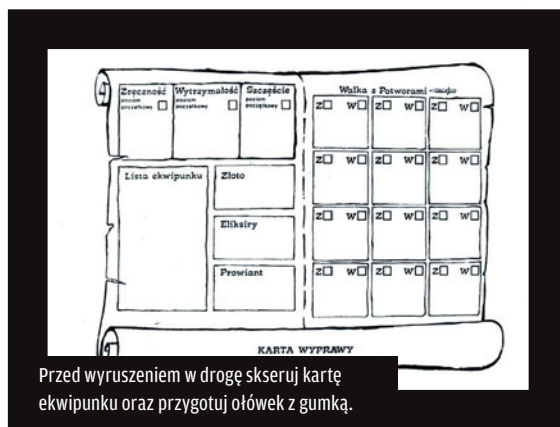 Zręczność Wytrzymałość Szczęście
poziom początkowy poziom początkowy poziom początkowy
Walka z Potworami
Z W Z W Z W
Z W Z W Z W
Lista ekwipunku
Złoto
Eliksiry
Prowiant
Z W Z W Z W
Z W Z W Z W
KARTA WYPRAWY
Przed wyruszeniem w drogę skseruj kartę
ekwipunku oraz przygotuj ołówek z gumką.